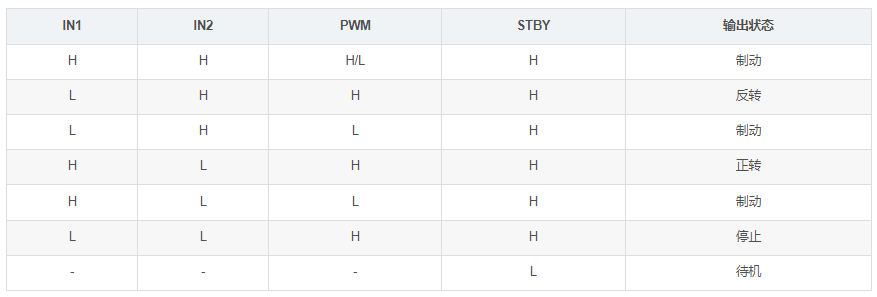 IN1 IN2 PWM STBY 输出状态
H H H/L H 制动
L H H H 反转
L H L H 制动
H L H H 正转
H L L H 制动
L L H H 停止
- - - L 待机